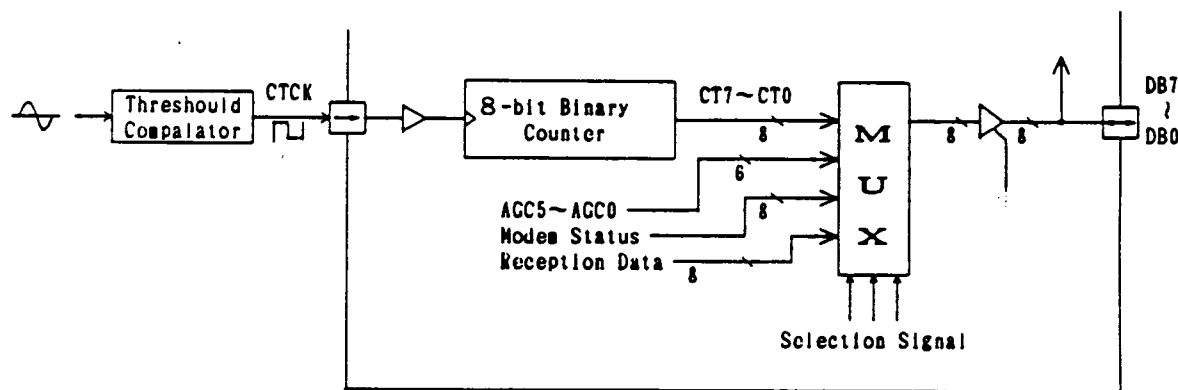 Threshould
Compalator
CTCK
8-bit Binary
Counter
CT7~CT0
8
6
AGC5~AGC0
Modem Status
8
Reception Data
8
M
U
X
Selection Signal
8
8
DB7
~
DB0